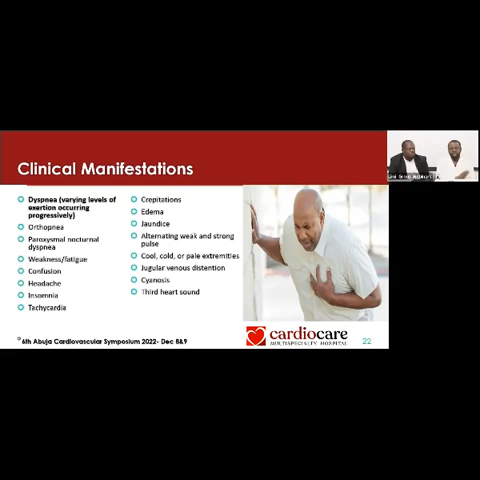 Clinical Manifestations
Dyspnea (varying levels of
exertion occurring
progressively)
Orthopnea
Paroxysmal nocturnal
dyspnea
Weakness/fatigue
Confusion
Headache
Insomnia
Tachycardia
Crepitations
Edema
Jaundice
Alternating weak and strong
pulse
Cool, cold, or pale extremities
Jugular venous distention
Cyanosis
Third heart sound
6th Abuja Cardiovascular Symposium 2022- Dec 8&9
cardiocare
MULTISPECIALTY HOSPITAL
22